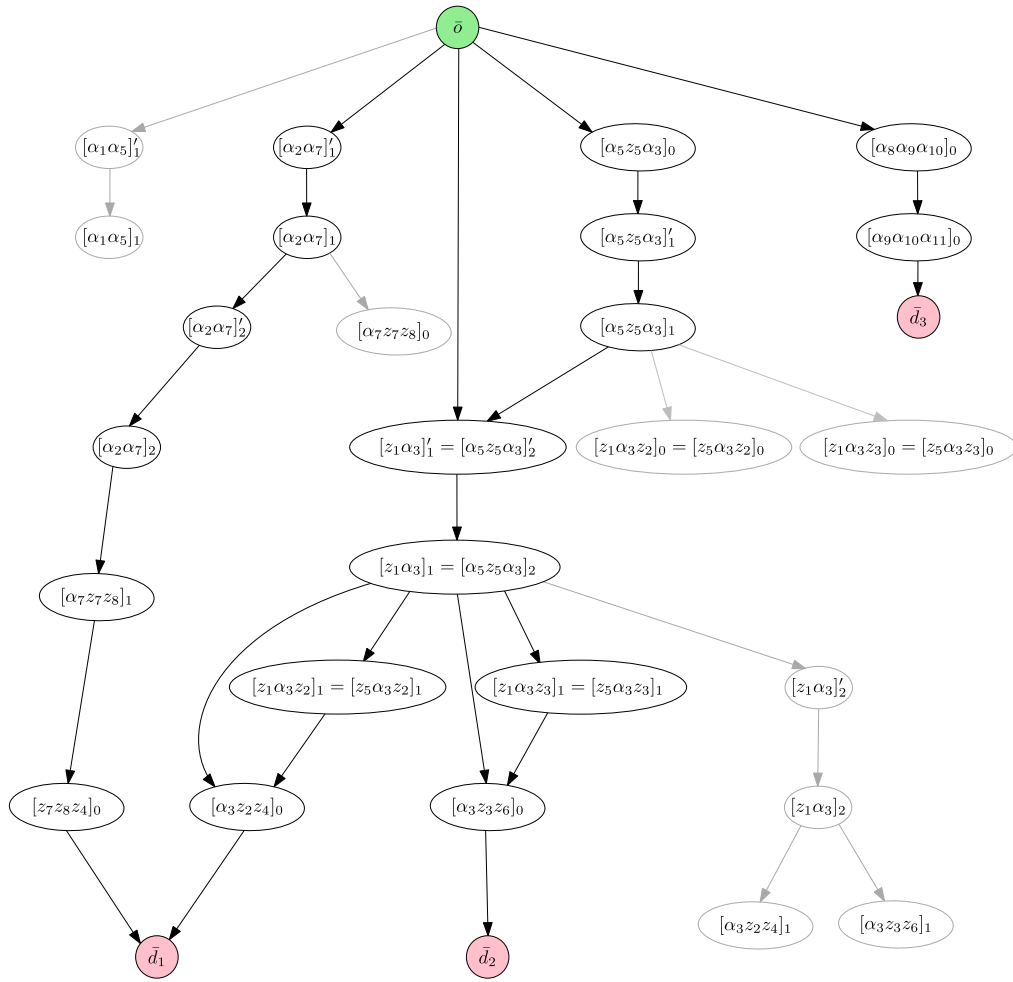 ō
[α₁α₅]′₁
[α₂α₇]′₁
[α₅z₅α₃]₀
[α₈α₉α₁₀]₀
[α₁α₅]₁
[α₂α₇]₁
[α₅z₅α₃]′₁
[α₉α₁₀α₁₁]₀
[α₂α₇]′₂
[α₇z₇z₈]₀
[α₅z₅α₃]₁
d̄₃
[α₂α₇]₂
[z₁α₃]′₁ = [α₅z₅α₃]′₂
[z₁α₃z₂]₀ = [z₅α₃z₂]₀
[z₁α₃z₃]₀ = [z₅α₃z₃]₀
[z₁α₃]₁ = [α₅z₅α₃]₂
[α₇z₇z₈]₁
[z₁α₃z₂]₁ = [z₅α₃z₂]₁
[z₁α₃z₃]₁ = [z₅α₃z₃]₁
[z₁α₃]′₂
[z₇z₈z₄]₀
[α₃z₂z₄]₀
[α₃z₃z₆]₀
[z₁α₃]₂
[α₃z₂z₄]₁
[α₃z₃z₆]₁
d̄₁
d̄₂